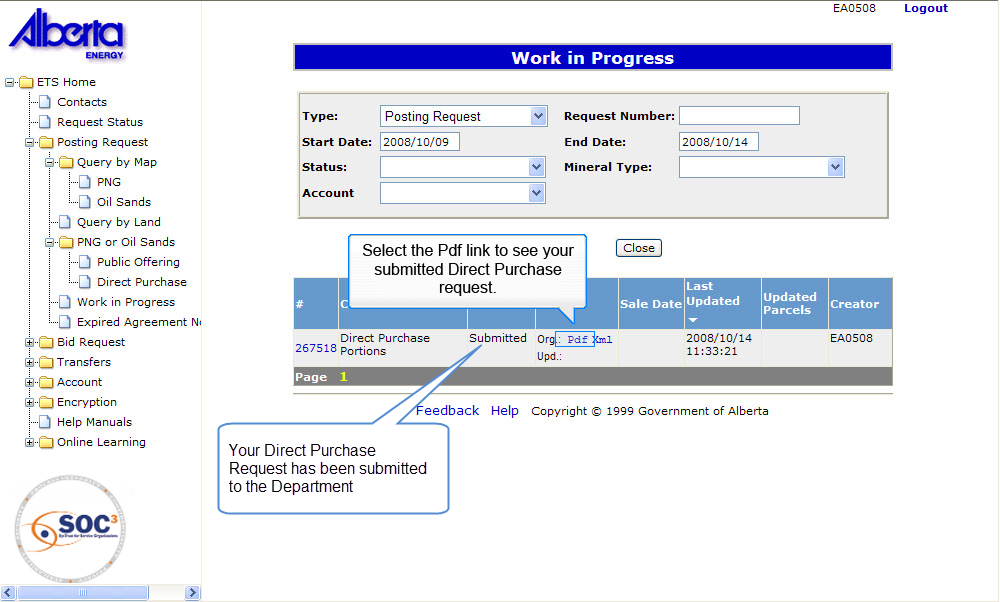 EA0508 Logout
Alberta
ENERGY
ETS Home
Contacts
Request Status
Posting Request
Query by Map
PNG
Oil Sands
Query by Land
PNG or Oil Sands
Public Offering
Direct Purchase
Work in Progress
Expired Agreement No
Bid Request
Transfers
Account
Encryption
Help Manuals
Online Learning
SOC3
Work in Progress
Type: Posting Request Request Number:
Start Date: 2008/10/09 End Date: 2008/10/14
Status: Mineral Type:
Account
Close
Select the Pdf link to see your
submitted Direct Purchase
request.
# C Sale Date Last Updated Updated Parcels Creator
267518 Direct Purchase Portions Submitted Org.: Pdf Xml 2008/10/14 11:33:21 EA0508
Upd.:
Page 1
Feedback Help Copyright © 1999 Government of Alberta
Your Direct Purchase
Request has been submitted
to the Department